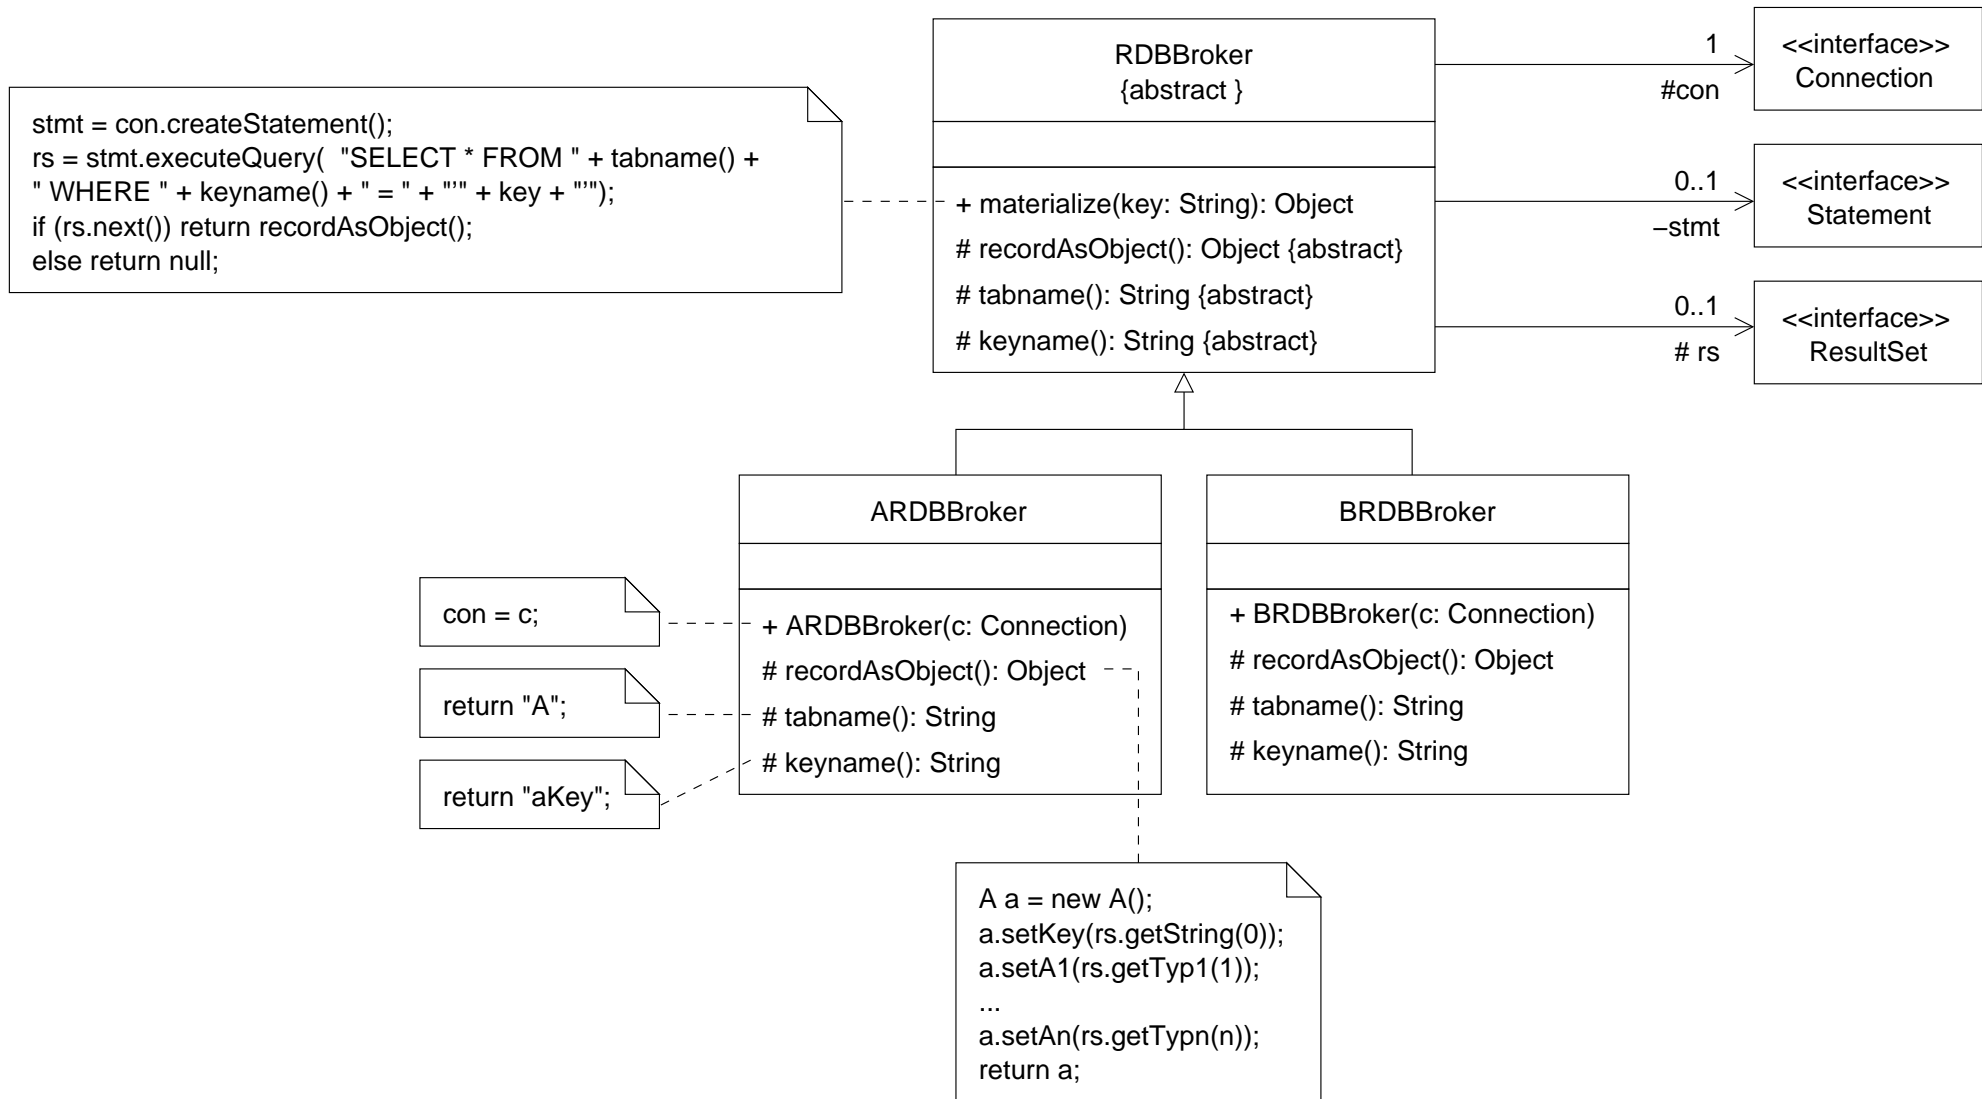 RDBBroker
{abstract }
+ materialize(key: String): Object
# recordAsObject(): Object {abstract}
# tabname(): String {abstract}
# keyname(): String {abstract}
1
#con
<<interface>>
Connection
0..1
–stmt
<<interface>>
Statement
0..1
# rs
<<interface>>
ResultSet
stmt = con.createStatement();
rs = stmt.executeQuery(  "SELECT * FROM " + tabname() +
" WHERE " + keyname() + " = " + "'" + key + "'");
if (rs.next()) return recordAsObject();
else return null;
ARDBBroker
+ ARDBBroker(c: Connection)
# recordAsObject(): Object
# tabname(): String
# keyname(): String
BRDBBroker
+ BRDBBroker(c: Connection)
# recordAsObject(): Object
# tabname(): String
# keyname(): String
con = c;
return "A";
return "aKey";
A a = new A();
a.setKey(rs.getString(0));
a.setA1(rs.getTyp1(1));
...
a.setAn(rs.getTypn(n));
return a;